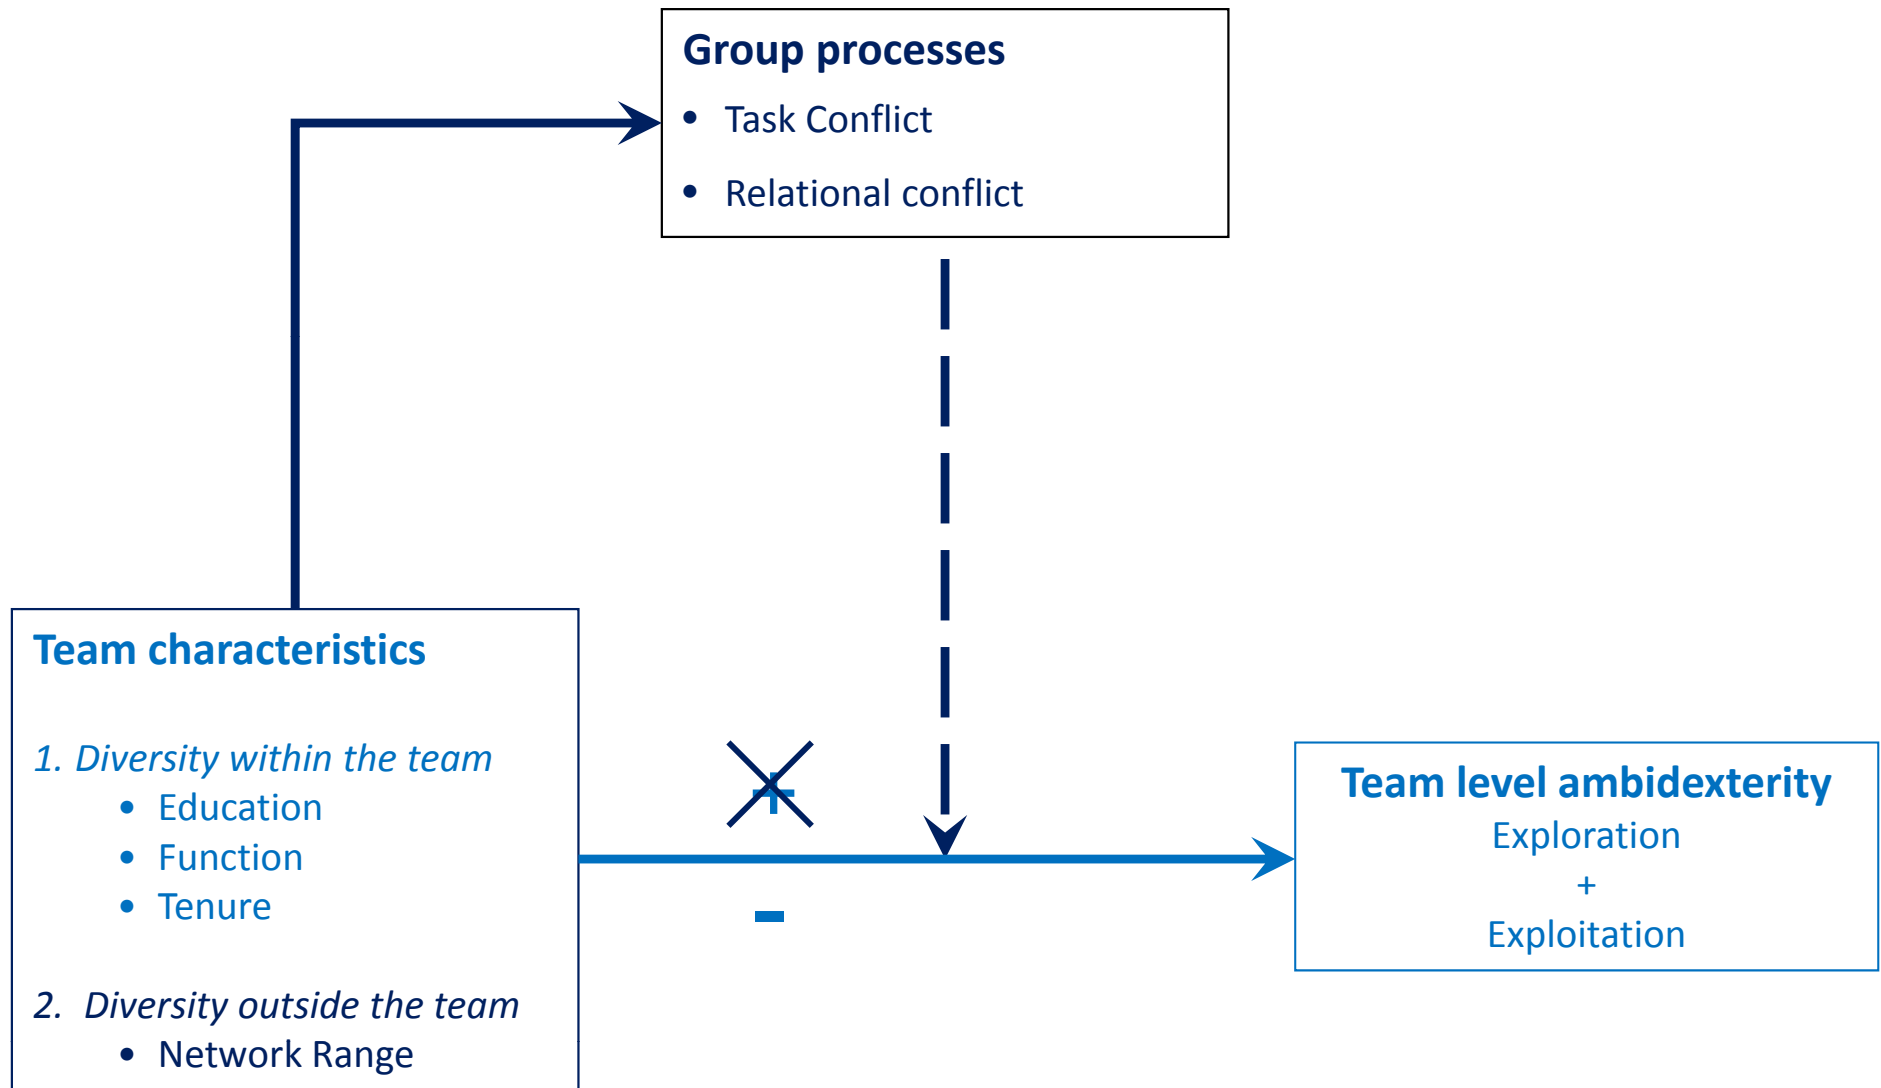 Group processes
• Task Conflict
• Relational conflict
Team characteristics
1. Diversity within the team
• Education
• Function
• Tenure
2. Diversity outside the team
• Network Range
+
-
Team level ambidexterity
Exploration
+
Exploitation